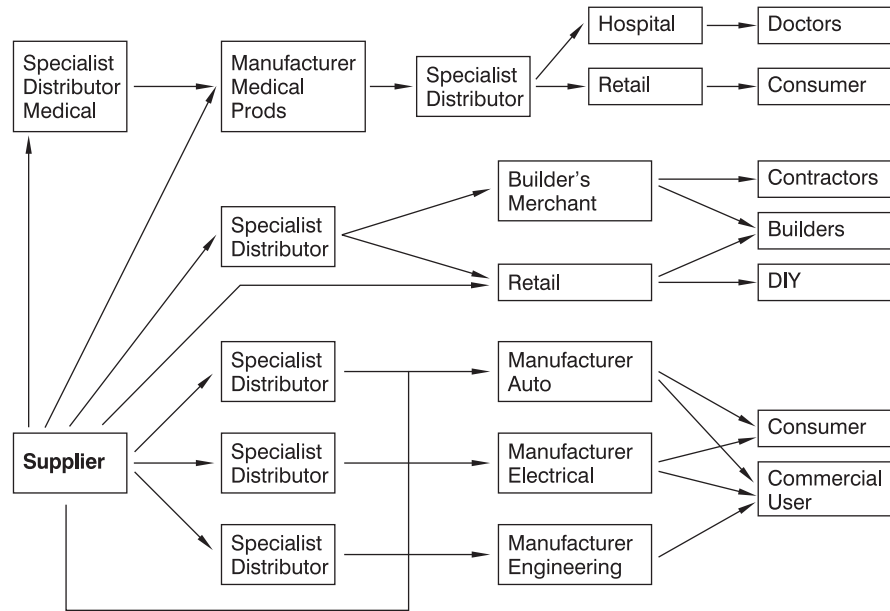 Hospital
Doctors
Specialist
Distributor
Medical
Manufacturer
Medical
Prods
Specialist
Distributor
Retail
Consumer
Builder's
Merchant
Contractors
Specialist
Distributor
Builders
Retail
DIY
Specialist
Distributor
Manufacturer
Auto
Consumer
Supplier
Specialist
Distributor
Manufacturer
Electrical
Commercial
User
Specialist
Distributor
Manufacturer
Engineering